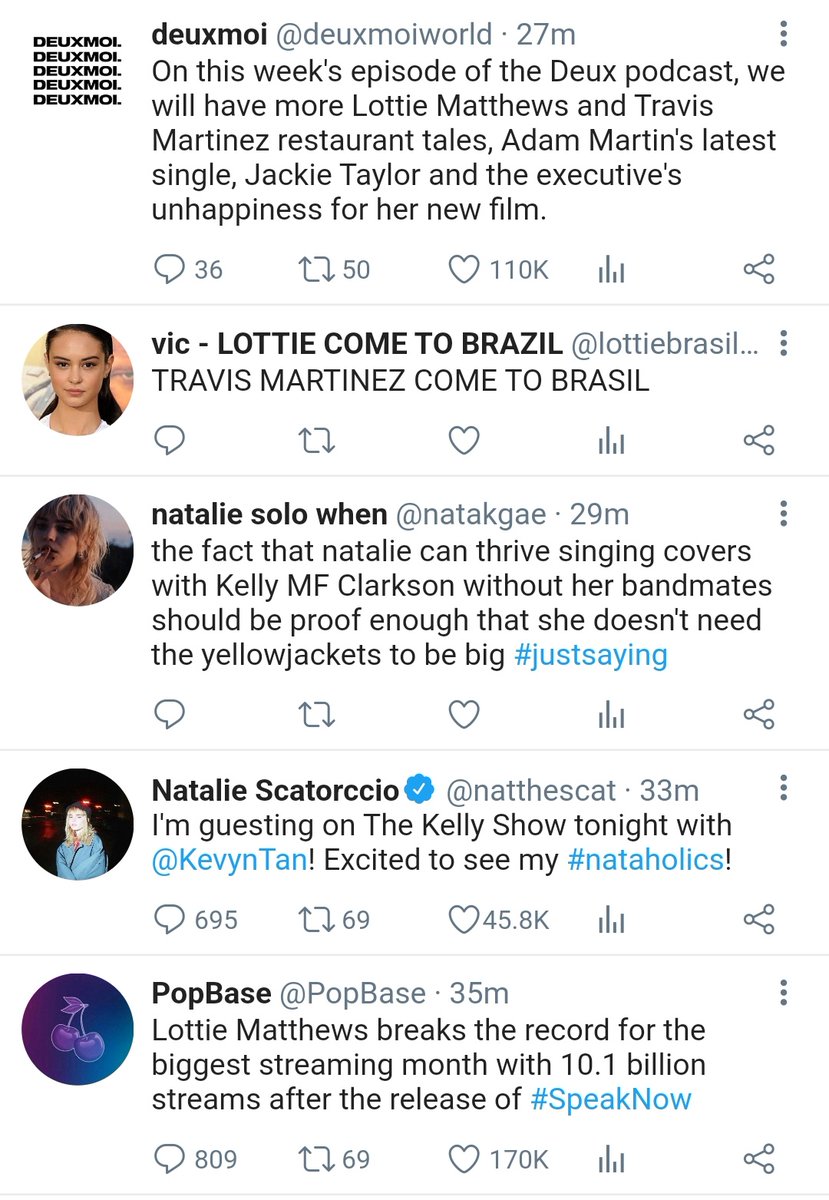 DEUXMOI.
DEUXMOI.
DEUXMOI.
DEUXMOI.
DEUXMOI.
deuxmoi @deuxmoiworld · 27m
On this week's episode of the Deux podcast, we
will have more Lottie Matthews and Travis
Martinez restaurant tales, Adam Martin's latest
single, Jackie Taylor and the executive's
unhappiness for her new film.
36 50 110K
vic - LOTTIE COME TO BRAZIL @lottiebrasil...
TRAVIS MARTINEZ COME TO BRASIL
natalie solo when @natakgae · 29m
the fact that natalie can thrive singing covers
with Kelly MF Clarkson without her bandmates
should be proof enough that she doesn't need
the yellowjackets to be big #justsaying
Natalie Scatorccio @natthescat · 33m
I'm guesting on The Kelly Show tonight with
@KevynTan! Excited to see my #nataholics!
695 69 45.8K
PopBase @PopBase · 35m
Lottie Matthews breaks the record for the
biggest streaming month with 10.1 billion
streams after the release of #SpeakNow
809 69 170K